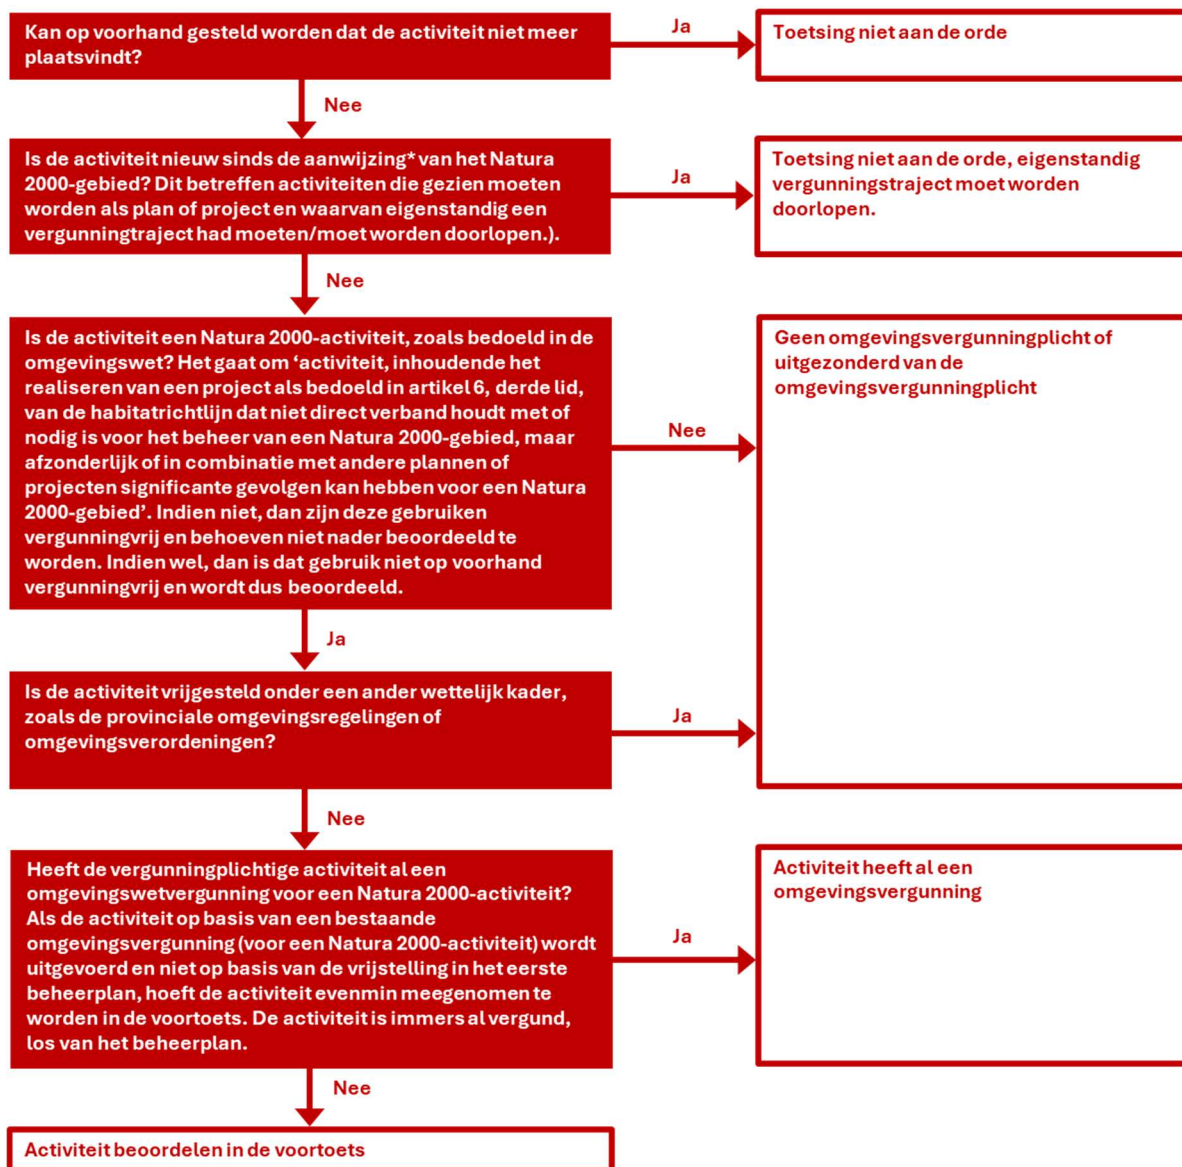 Kan op voorhand gesteld worden dat de activiteit niet meer
plaatsvindt?
Ja
Toetsing niet aan de orde
Nee
Is de activiteit nieuw sinds de aanwijzing* van het Natura
2000-gebied? Dit betreffen activiteiten die gezien moeten
worden als plan of project en waarvan eigenstandig een
vergunningtraject had moeten/moet worden doorlopen.).
Ja
Toetsing niet aan de orde, eigenstandig
vergunningstraject moet worden
doorlopen.
Nee
Is de activiteit een Natura 2000-activiteit, zoals bedoeld in de
omgevingswet? Het gaat om ‘activiteit, inhoudende het
realiseren van een project als bedoeld in artikel 6, derde lid,
van de habitatrichtlijn dat niet direct verband houdt met of
nodig is voor het beheer van een Natura 2000-gebied, maar
afzonderlijk of in combinatie met andere plannen of
projecten significante gevolgen kan hebben voor een Natura
2000-gebied’. Indien niet, dan zijn deze gebruiken
vergunningvrij en behoeven niet nader beoordeeld te
worden. Indien wel, dan is dat gebruik niet op voorhand
vergunningvrij en wordt dus beoordeeld.
Nee
Geen omgevingsvergunningplicht of
uitgezonderd van de
omgevingsvergunningplicht
Ja
Is de activiteit vrijgesteld onder een ander wettelijk kader,
zoals de provinciale omgevingsregelingen of
omgevingsverordeningen?
Ja
Nee
Heeft de vergunningplichtige activiteit al een
omgevingswetvergunning voor een Natura 2000-activiteit?
Als de activiteit op basis van een bestaande
omgevingsvergunning (voor een Natura 2000-activiteit) wordt
uitgevoerd en niet op basis van de vrijstelling in het eerste
beheerplan, hoeft de activiteit evenmin meegenomen te
worden in de voortoets. De activiteit is immers al vergund,
los van het beheerplan.
Ja
Activiteit heeft al een
omgevingsvergunning
Nee
Activiteit beoordelen in de voortoets